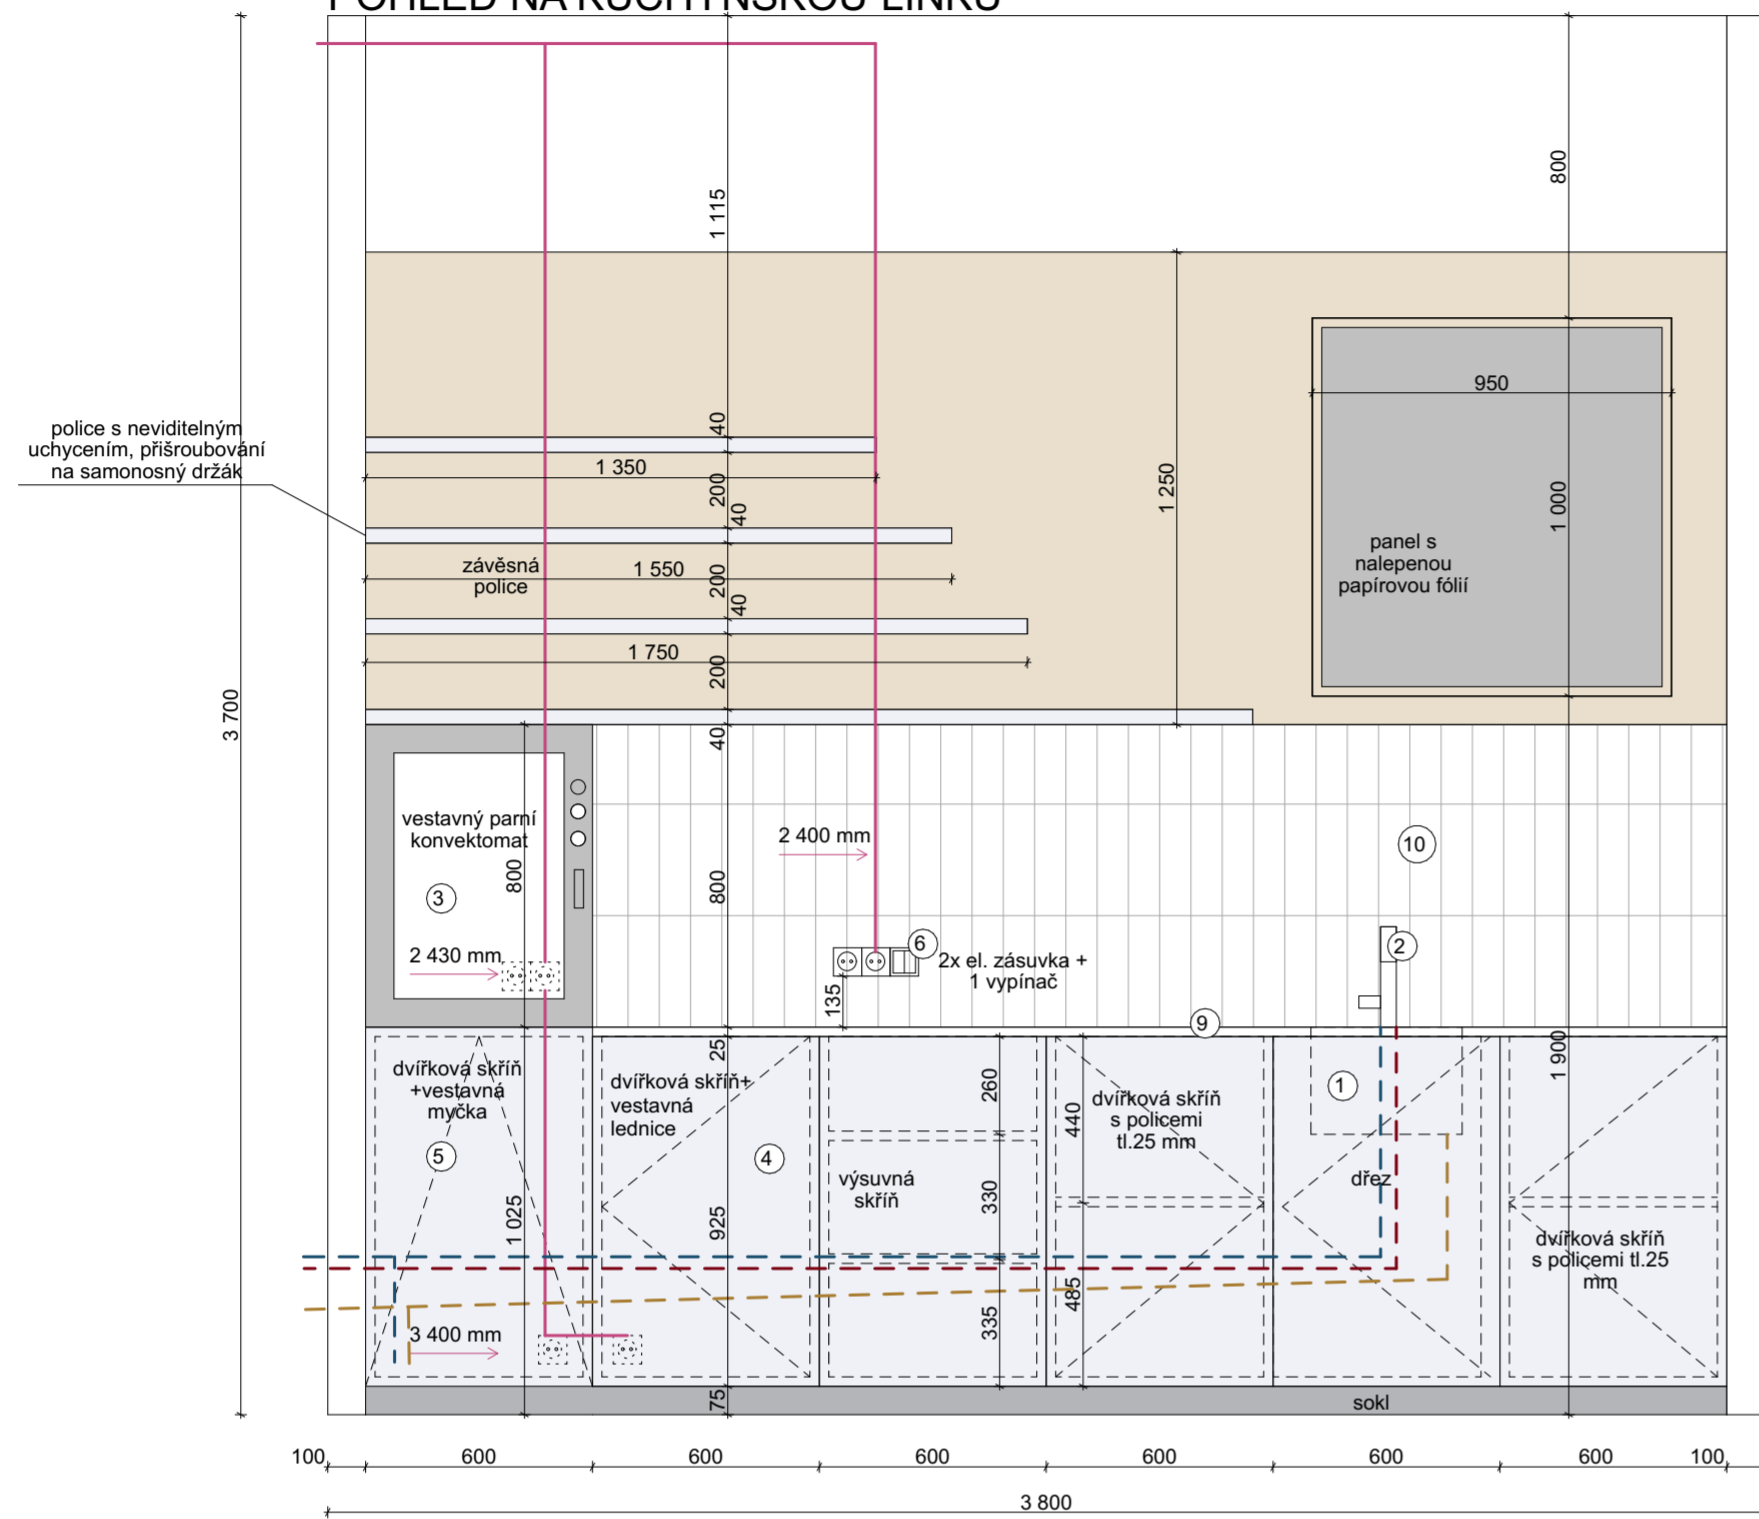 POHLED NA KUCHYŇSKOU LINKU
800
1 115
950
40
police s neviditelným
uchycením, přišroubování
na samonosný držák
1 350
200
40
1 250
1 000
závěsná
police
1 550
200
40
panel s
nalepenou
papírovou fólií
1 750
200
3 700
40
vestavný parní
konvektomat
800
3
2 430 mm
800
2 400 mm
10
6
2x el. zásuvka +
1 vypínač
135
2
9
25
1 900
dvířková skříň
+vestavná
myčka
5
dvířková skříň+
vestavná
lednice
4
260
440
dvířková skříň
s policemi
tl.25 mm
1
výsuvná
skříň
330
dřez
1 025
925
dvířková skříň
s policemi tl.25
mm
485
335
3 400 mm
75
sokl
100
600
600
600
600
600
600
100
3 800